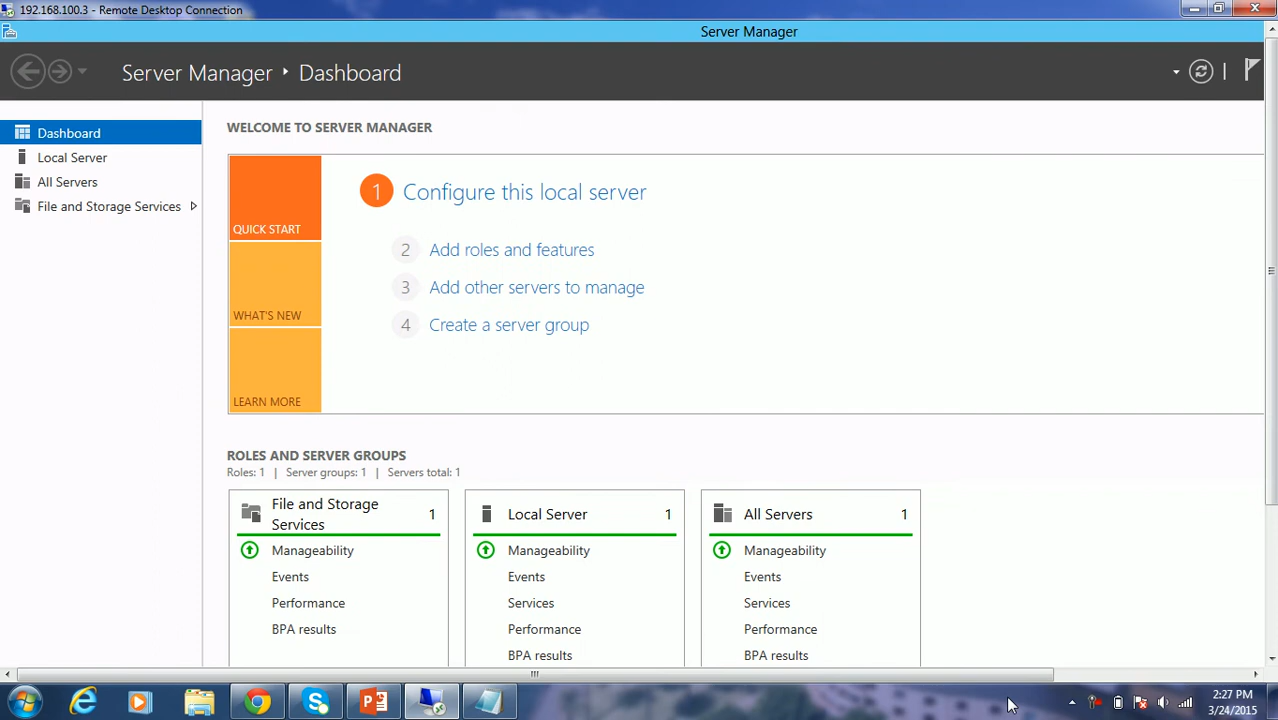 192.168.100.3 - Remote Desktop Connection
Server Manager
Server Manager Dashboard
Dashboard
Local Server
All Servers
File and Storage Services
WELCOME TO SERVER MANAGER
QUICK START
WHAT'S NEW
LEARN MORE
1 Configure this local server
2 Add roles and features
3 Add other servers to manage
4 Create a server group
ROLES AND SERVER GROUPS
Roles: 1 | Server groups: 1 | Servers total: 1
File and Storage
Services 1
Manageability
Events
Performance
BPA results
Local Server 1
Manageability
Events
Services
Performance
BPA results
All Servers 1
Manageability
Events
Services
Performance
BPA results
2:27 PM
3/24/2015